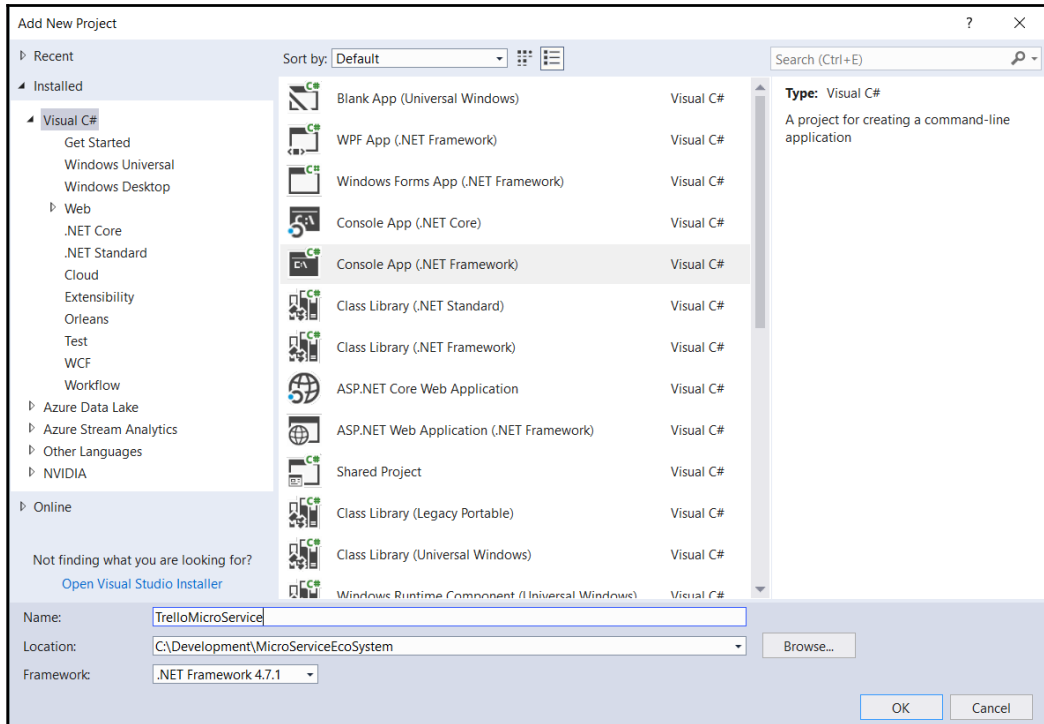 Add New Project
?
Recent
Installed
Visual C#
Get Started
Windows Universal
Windows Desktop
Web
.NET Core
.NET Standard
Cloud
Extensibility
Orleans
Test
WCF
Workflow
Azure Data Lake
Azure Stream Analytics
Other Languages
NVIDIA
Online
Not finding what you are looking for?
Open Visual Studio Installer
Sort by: Default
Blank App (Universal Windows) Visual C#
WPF App (.NET Framework) Visual C#
Windows Forms App (.NET Framework) Visual C#
Console App (.NET Core) Visual C#
Console App (.NET Framework) Visual C#
Class Library (.NET Standard) Visual C#
Class Library (.NET Framework) Visual C#
ASP.NET Core Web Application Visual C#
ASP.NET Web Application (.NET Framework) Visual C#
Shared Project Visual C#
Class Library (Legacy Portable) Visual C#
Class Library (Universal Windows) Visual C#
Windows Runtime Component (Universal Windows) Visual C#
Search (Ctrl+E)
Type: Visual C#
A project for creating a command-line
application
Name: TrelloMicroService
Location: C:\Development\MicroServiceEcoSystem Browse...
Framework: .NET Framework 4.7.1
OK Cancel